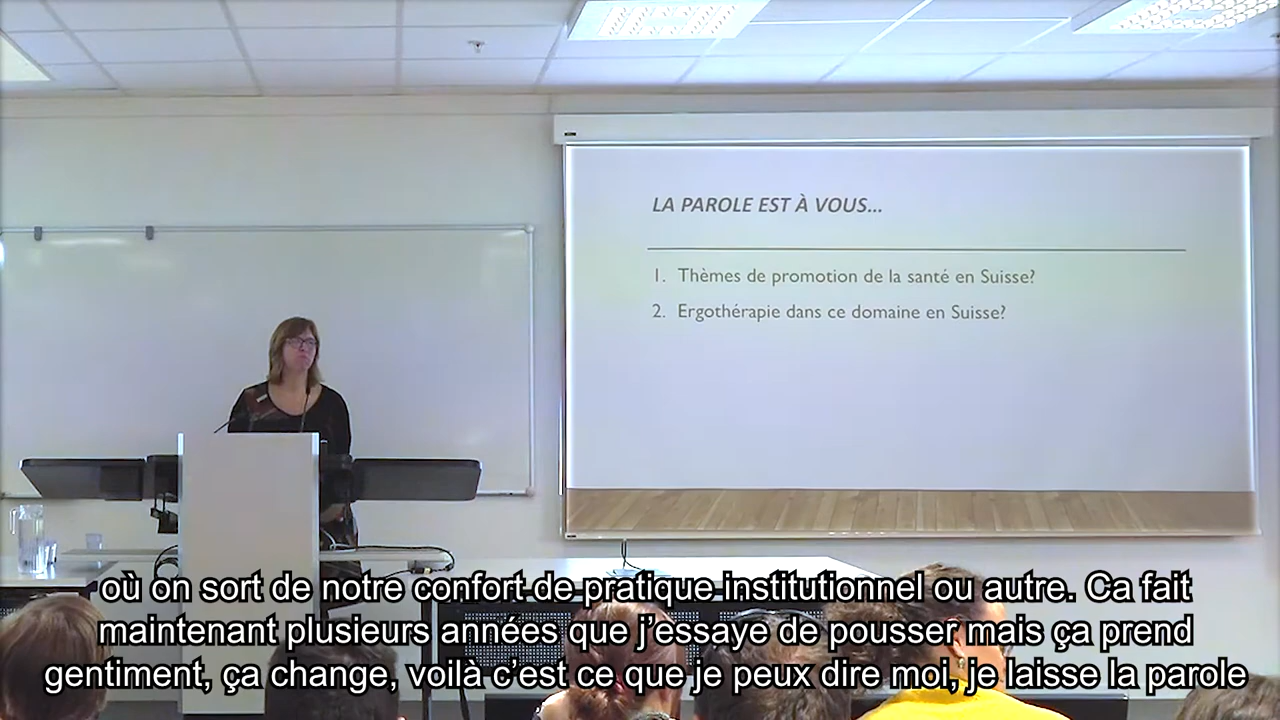 LA PAROLE EST À VOUS...
1. Thèmes de promotion de la santé en Suisse?
2. Ergothérapie dans ce domaine en Suisse?
où on sort de notre confort de pratique institutionnel ou autre. Ca fait
maintenant plusieurs années que j'essaye de pousser mais ça prend
gentiment, ça change, voilà c'est ce que je peux dire moi, je laisse la parole